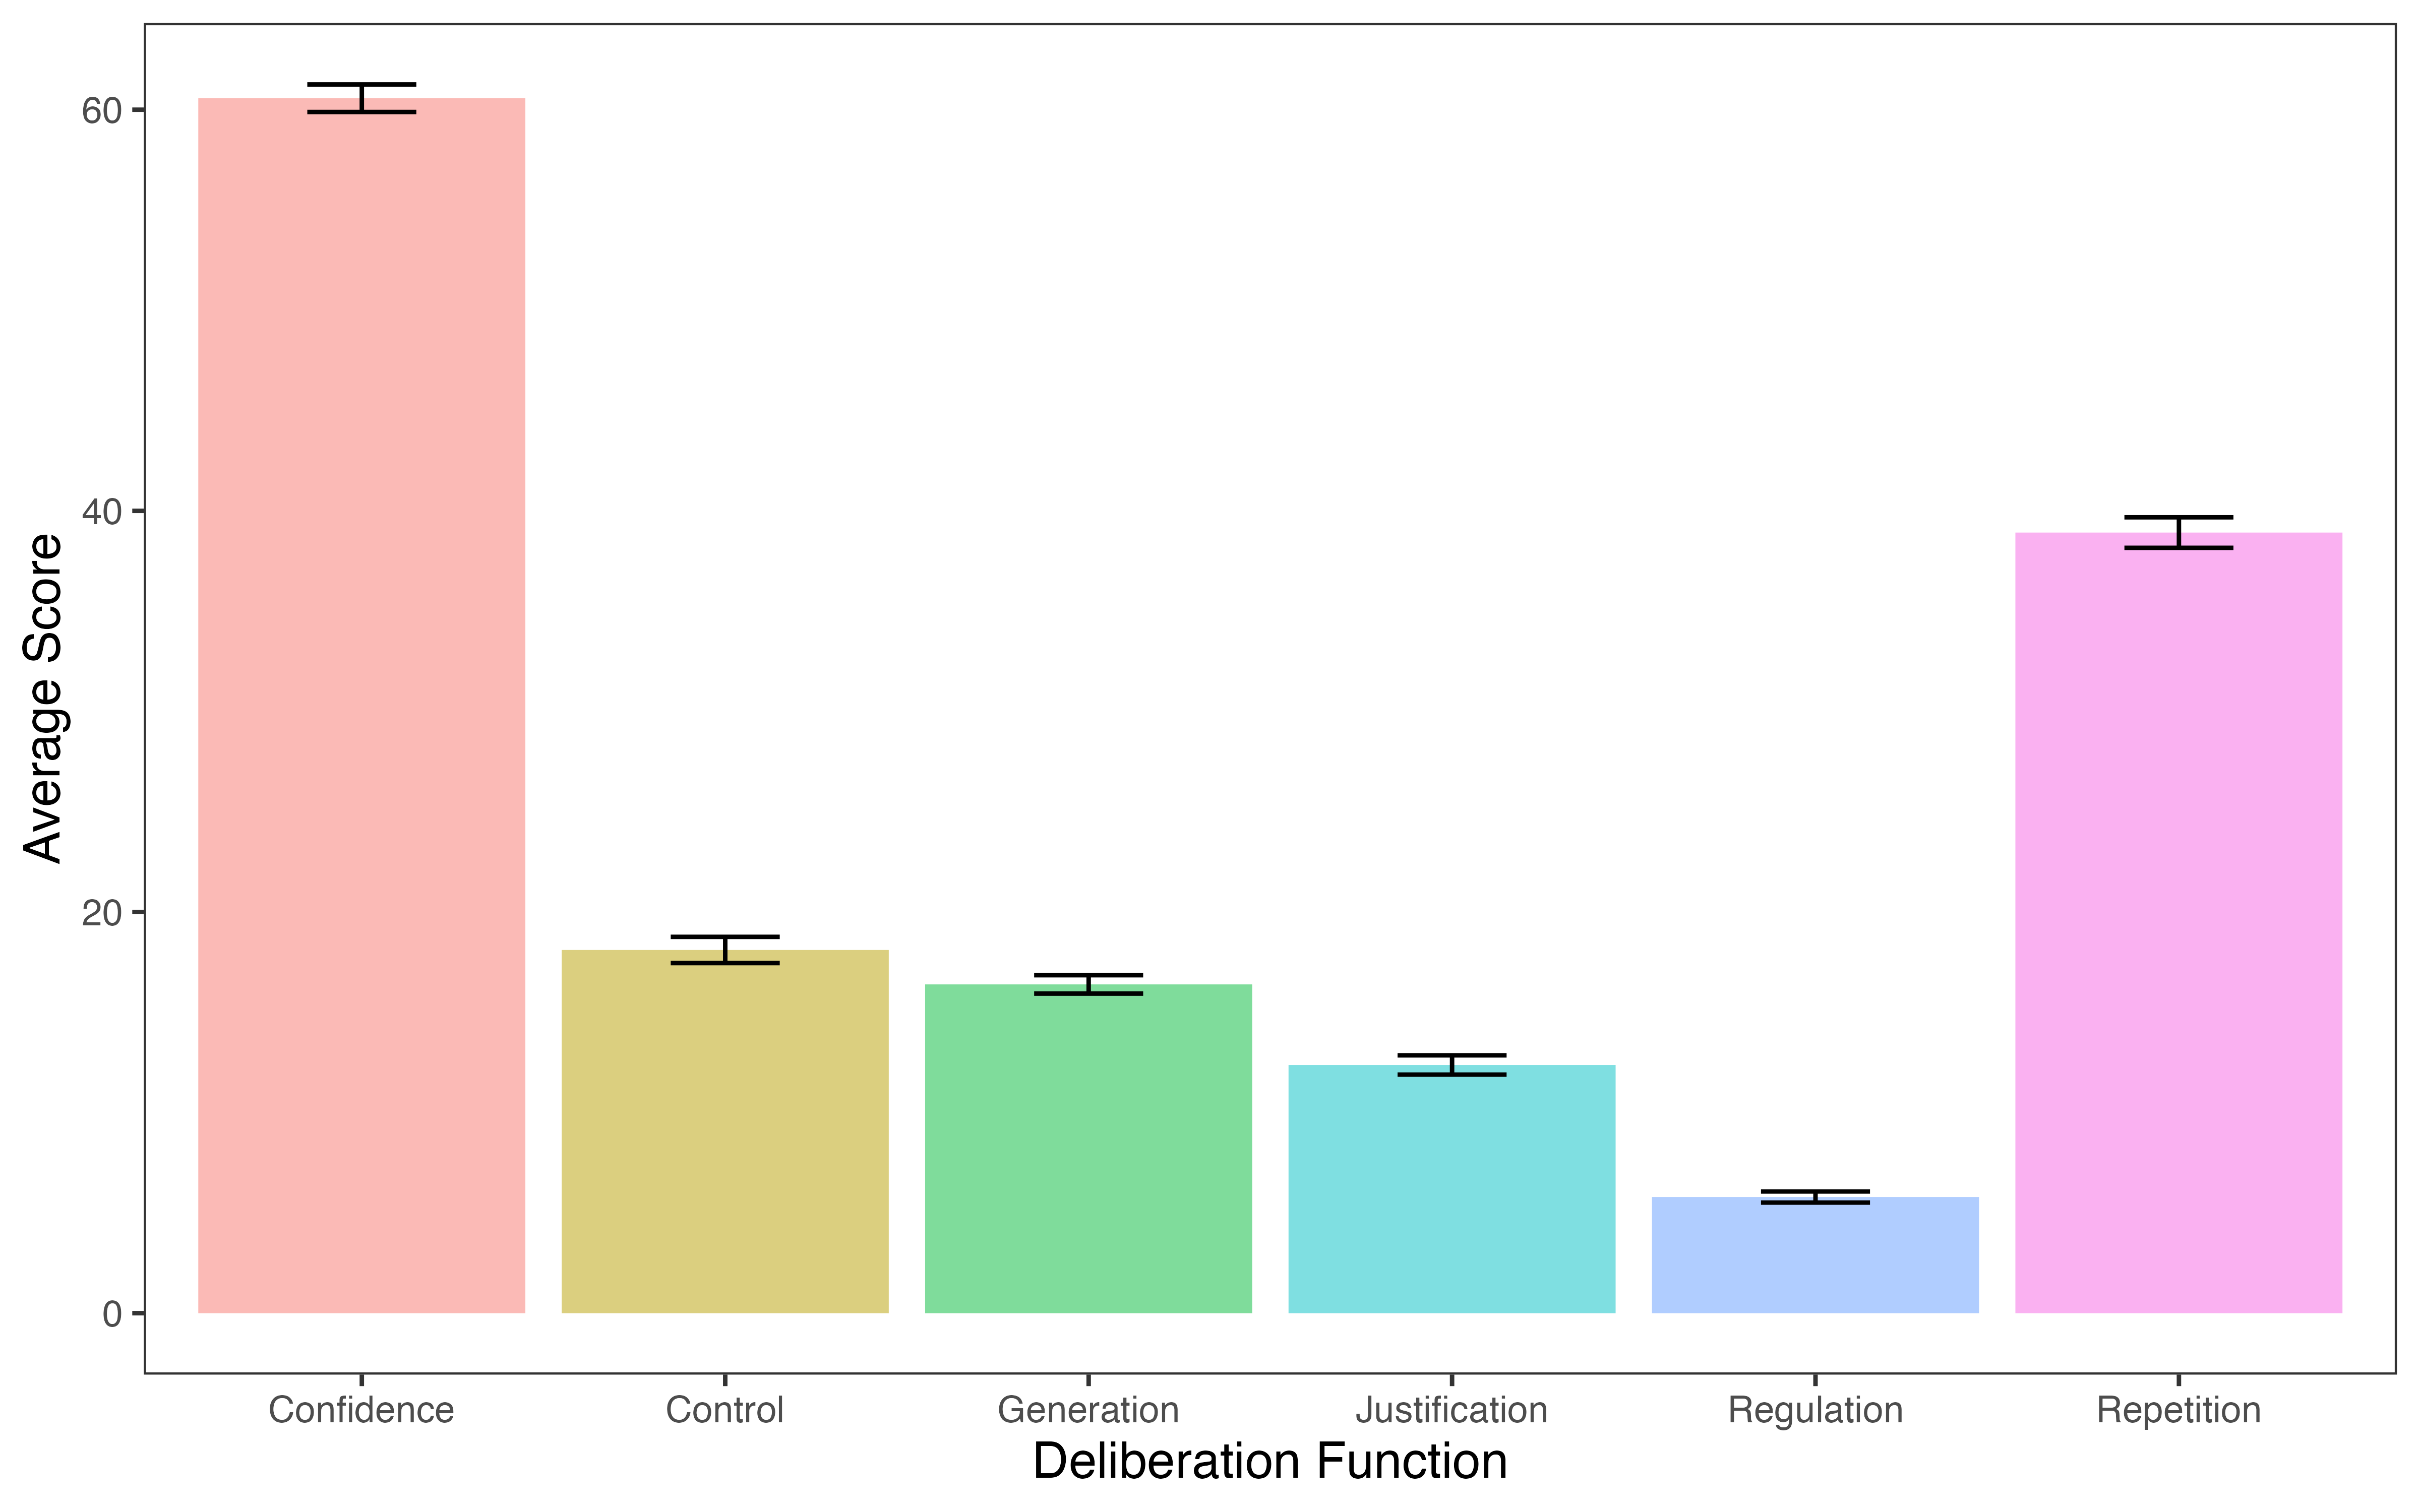 Average Score
60
40
20
0
Confidence
Control
Generation
Justification
Regulation
Repetition
Deliberation Function